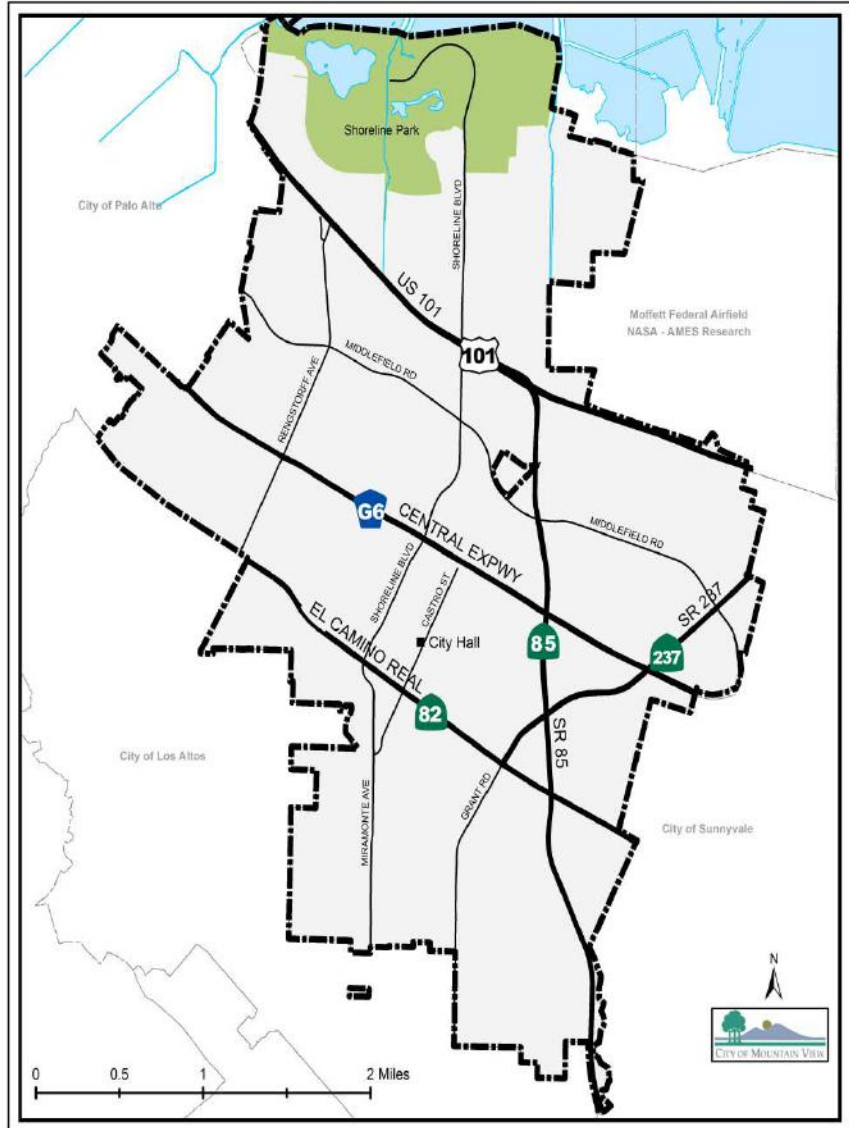 Shoreline Park
City of Palo Alto
SHORELINE BLVD
US 101
Moffett Federal Airfield
NASA - AMES Research
101
MIDDLEFIELD RD
RENGSTORFF AVE
G6
CENTRAL EXPWY
MIDDLEFIELD RD
SHORELINE BLVD
CASTRO ST
SR 237
EL CAMINO REAL
City Hall
85
237
82
SR 85
City of Los Altos
GRANT RD
MIRAMONTE AVE
City of Sunnyvale
N
CITY OF MOUNTAIN VIEW
0 0.5 1 2 Miles